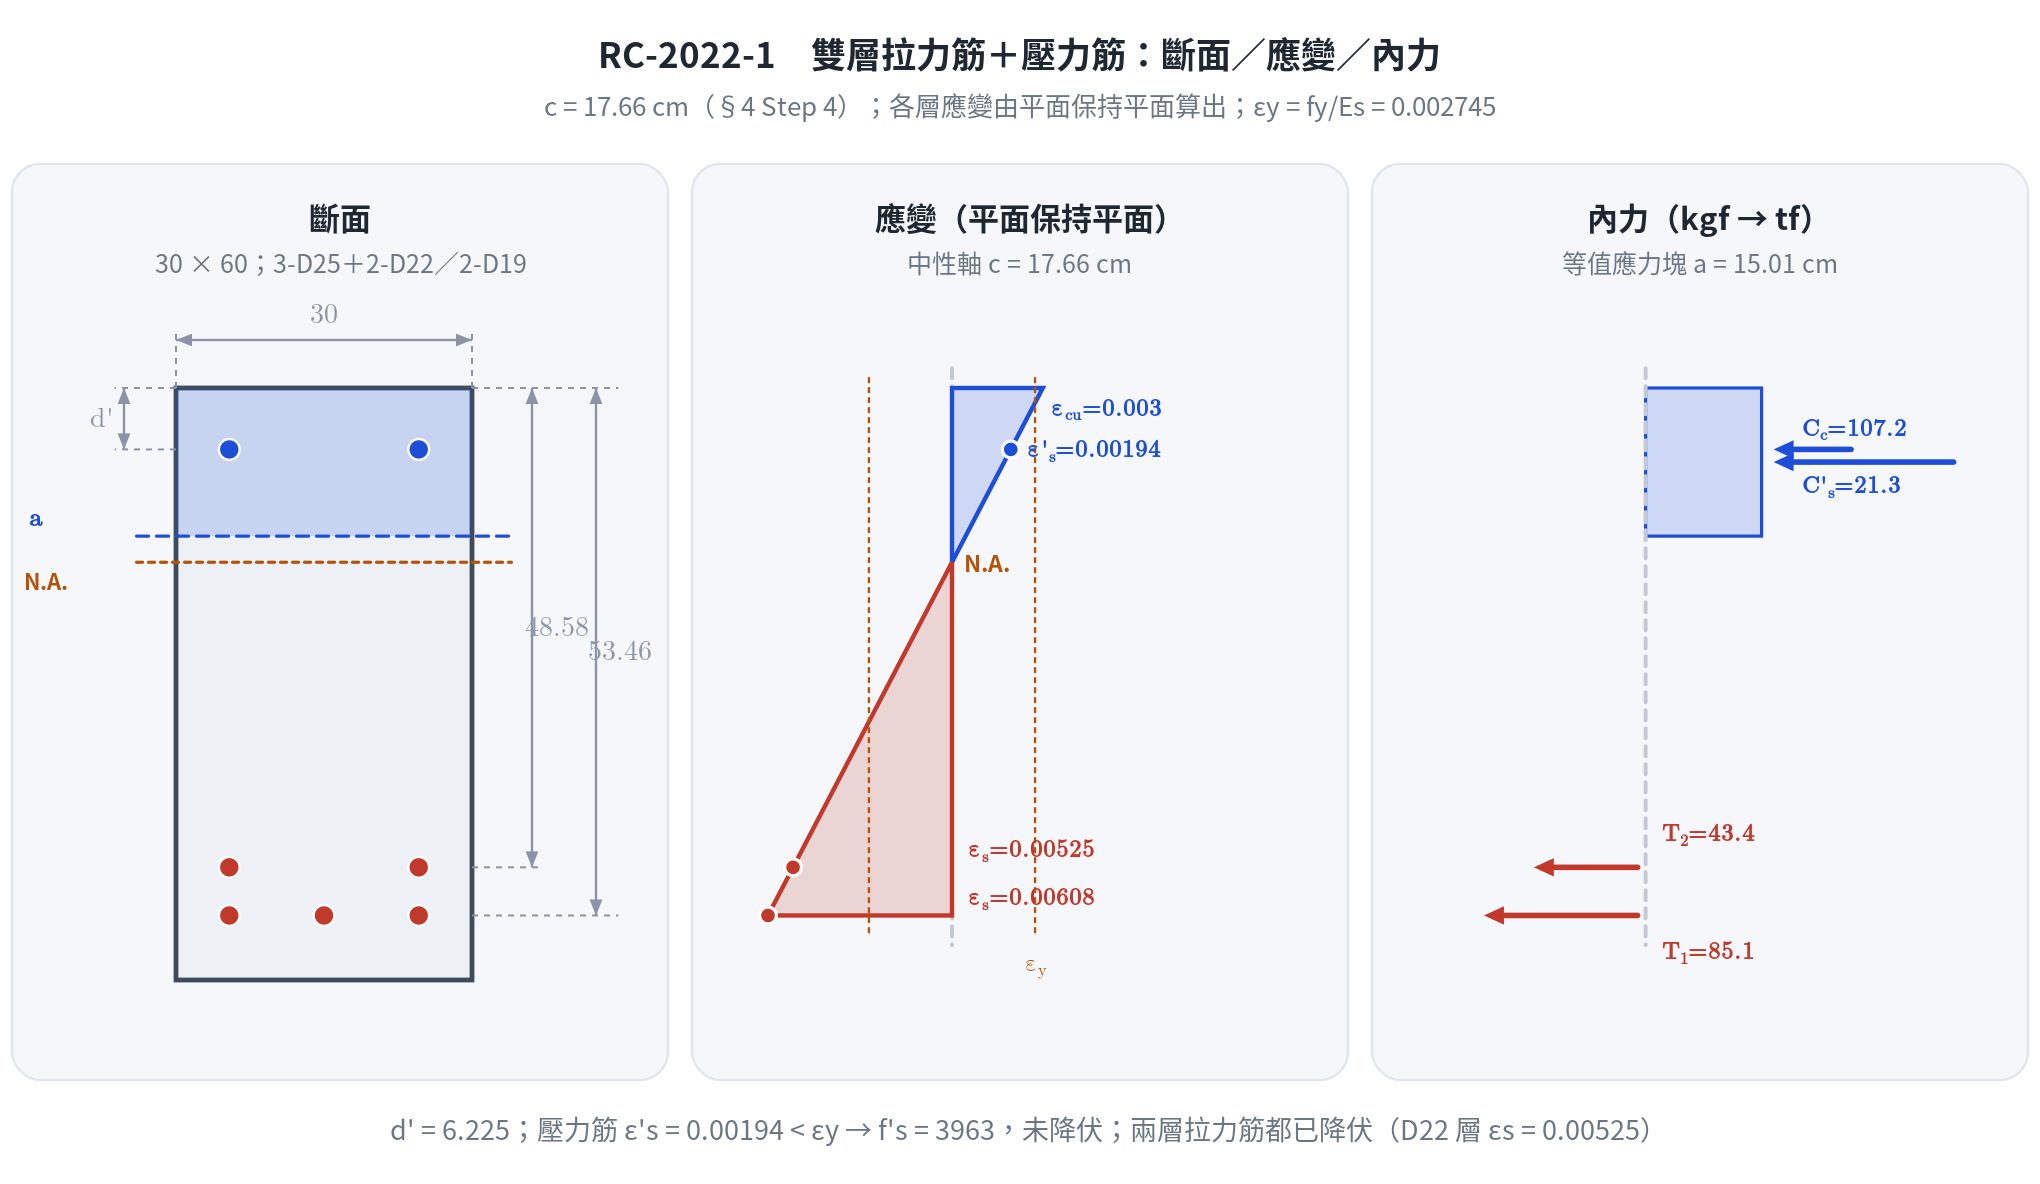 RC-2022-1　雙層拉力筋＋壓力筋：斷面／應變／內力
c = 17.66 cm（§4 Step 4）；各層應變由平面保持平面算出；εy = fy/Es = 0.002745
斷面
30 × 60；3-D25＋2-D22／2-D19
30
d'
a
N.A.
48.58
53.46
應變（平面保持平面）
中性軸 c = 17.66 cm
εcu=0.003
ε's=0.00194
N.A.
εs=0.00525
εs=0.00608
εy
內力（kgf → tf）
等值應力塊 a = 15.01 cm
Cc=107.2
C's=21.3
T2=43.4
T1=85.1
d' = 6.225；壓力筋 ε's = 0.00194 < εy → f's = 3963，未降伏；兩層拉力筋都已降伏（D22 層 εs = 0.00525）